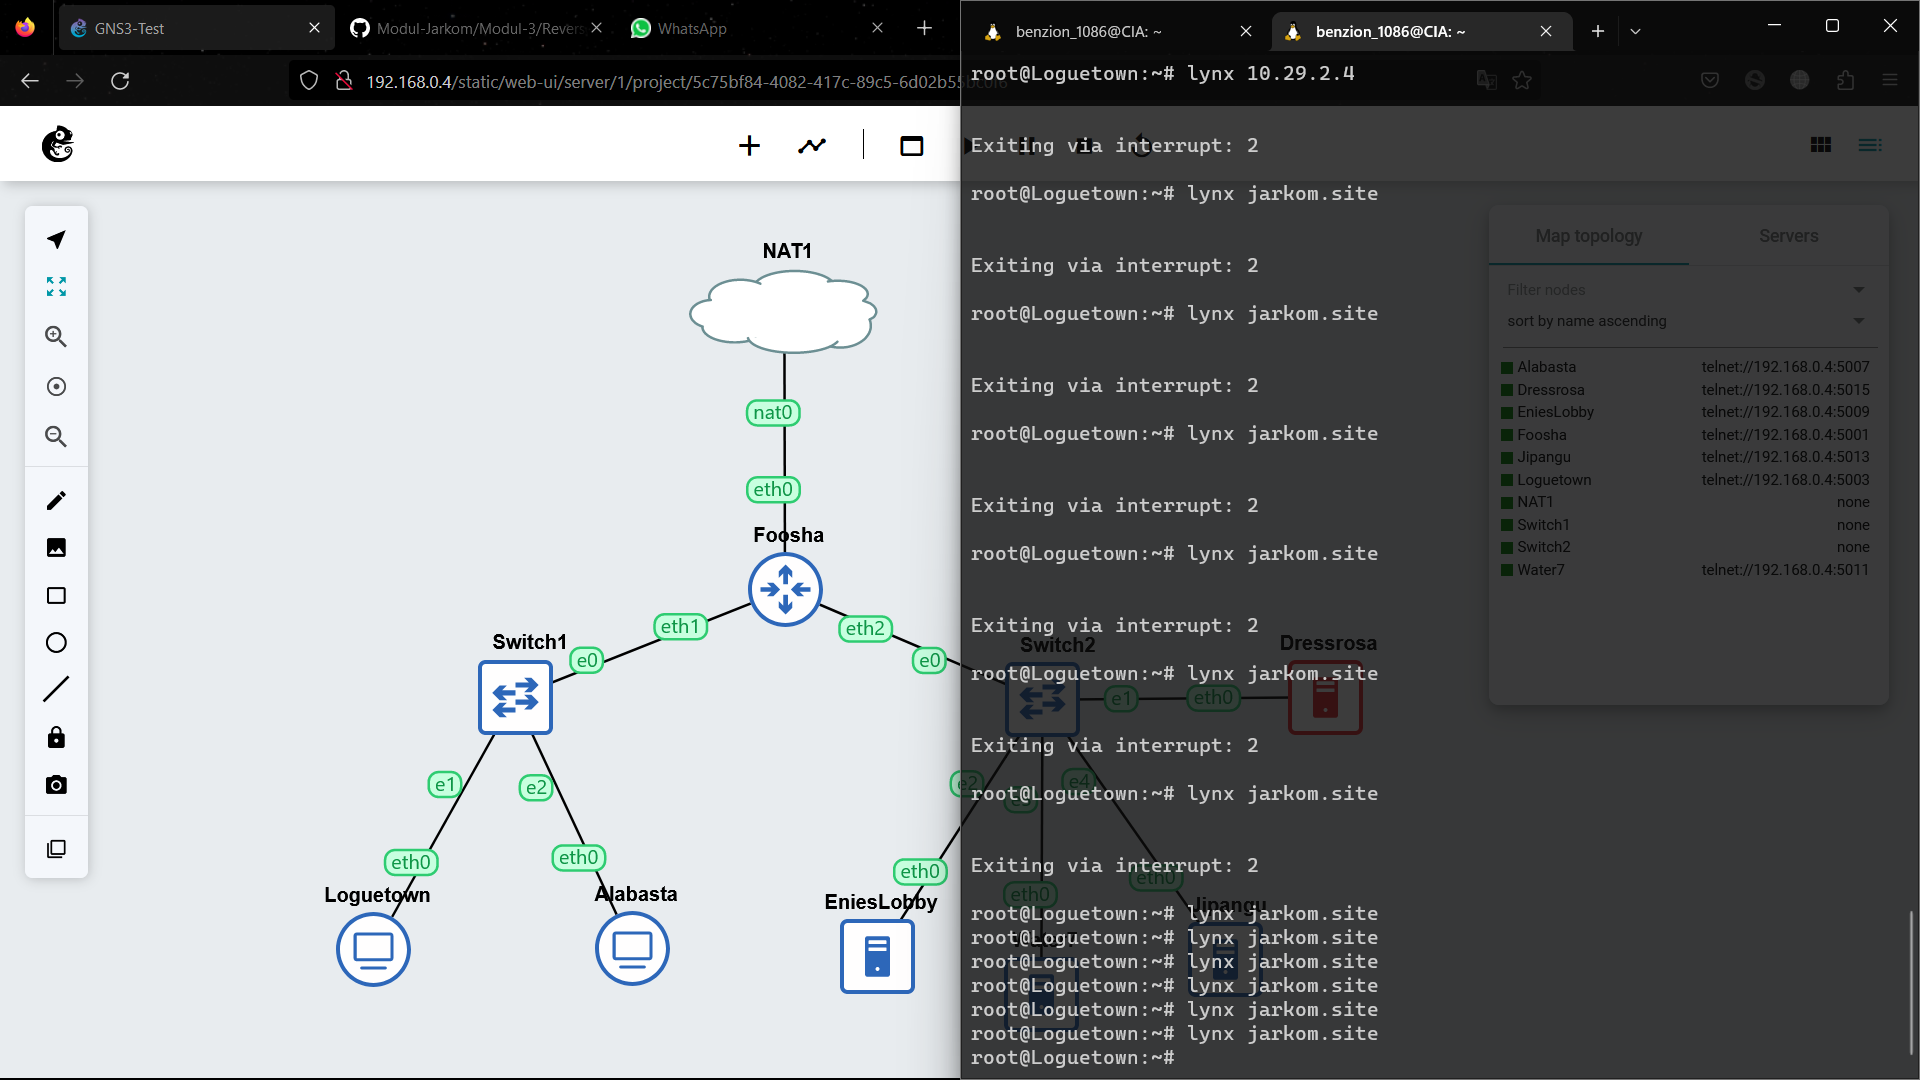 GNS3-Test
Modul-Jarkom/Modul-3/Revers
WhatsApp
192.168.0.4/static/web-ui/server/1/project/5c75bf84-4082-417c-89c5-6d02b55bc0f6
benzion_1086@CIA: ~
benzion_1086@CIA: ~
NAT1
nat0
eth0
Foosha
eth1
eth2
Switch1
e0
e0
e1
e2
eth0
eth0
Loguetown
Alabasta
EniesLobby
eth0
e2
Switch2
e1
eth0
Dressrosa
e4
eth0
eth0
Jipangu
root@Loguetown:~# lynx 10.29.2.4
Exiting via interrupt: 2
root@Loguetown:~# lynx jarkom.site
Exiting via interrupt: 2
root@Loguetown:~# lynx jarkom.site
Exiting via interrupt: 2
root@Loguetown:~# lynx jarkom.site
Exiting via interrupt: 2
root@Loguetown:~# lynx jarkom.site
Exiting via interrupt: 2
root@Loguetown:~# lynx jarkom.site
Exiting via interrupt: 2
root@Loguetown:~# lynx jarkom.site
Exiting via interrupt: 2
root@Loguetown:~# lynx jarkom.site
root@Loguetown:~# lynx jarkom.site
root@Loguetown:~# lynx jarkom.site
root@Loguetown:~# lynx jarkom.site
root@Loguetown:~# lynx jarkom.site
root@Loguetown:~# lynx jarkom.site
root@Loguetown:~#
Map topology Servers
Filter nodes
sort by name ascending
Alabasta telnet://192.168.0.4:5007
Dressrosa telnet://192.168.0.4:5015
EniesLobby telnet://192.168.0.4:5009
Foosha telnet://192.168.0.4:5001
Jipangu telnet://192.168.0.4:5013
Loguetown telnet://192.168.0.4:5003
NAT1 none
Switch1 none
Switch2 none
Water7 telnet://192.168.0.4:5011